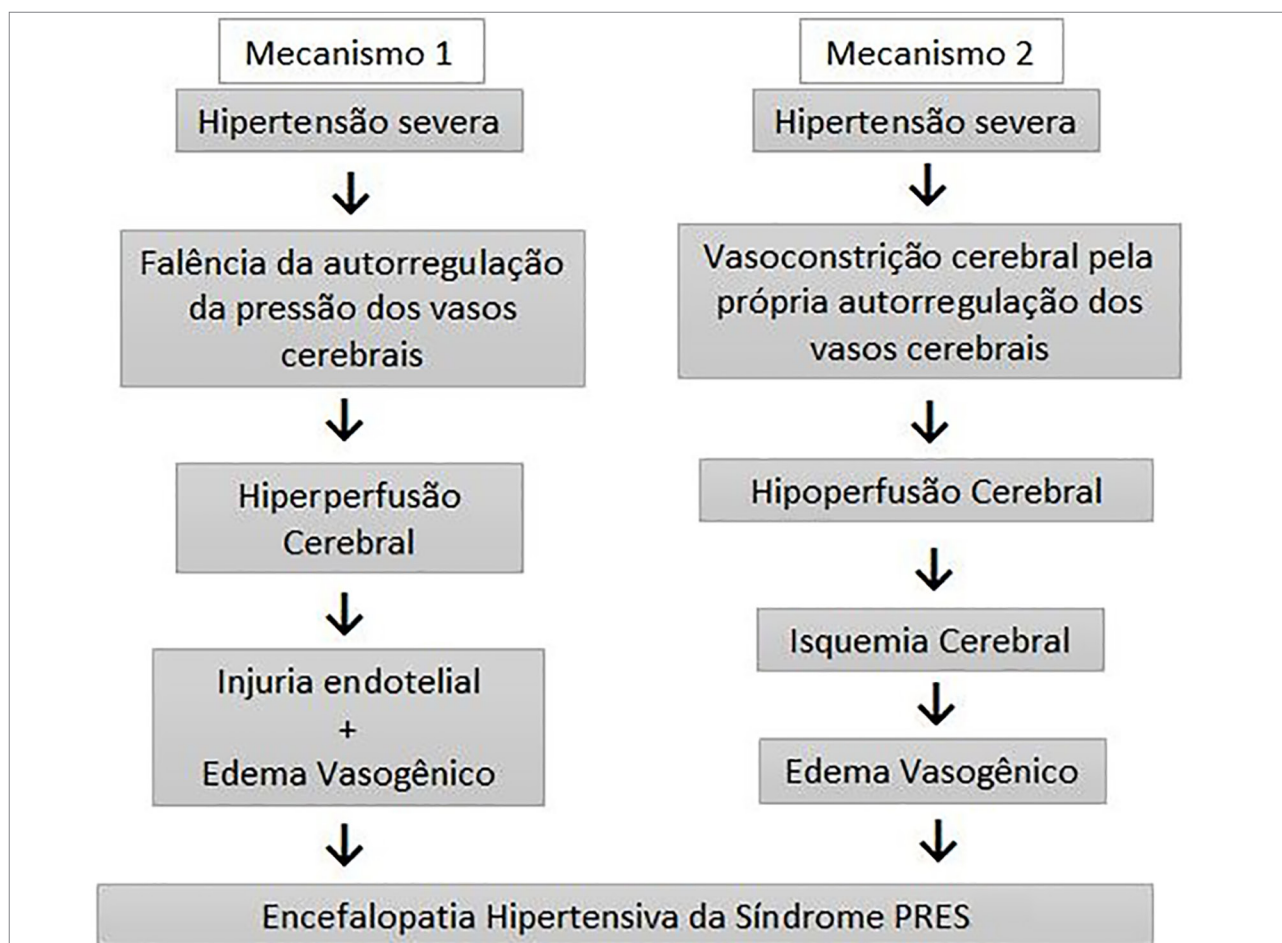 Mecanismo 1
Hipertensão severa
Falência da autorregulação
da pressão dos vasos
cerebrais
Hiperperfusão
Cerebral
Injuria endotelial
+
Edema Vasogênico
Mecanismo 2
Hipertensão severa
Vasoconstrição cerebral pela
própria autorregulação dos
vasos cerebrais
Hipoperfusão Cerebral
Isquemia Cerebral
Edema Vasogênico
Encefalopatia Hipertensiva da Síndrome PRES